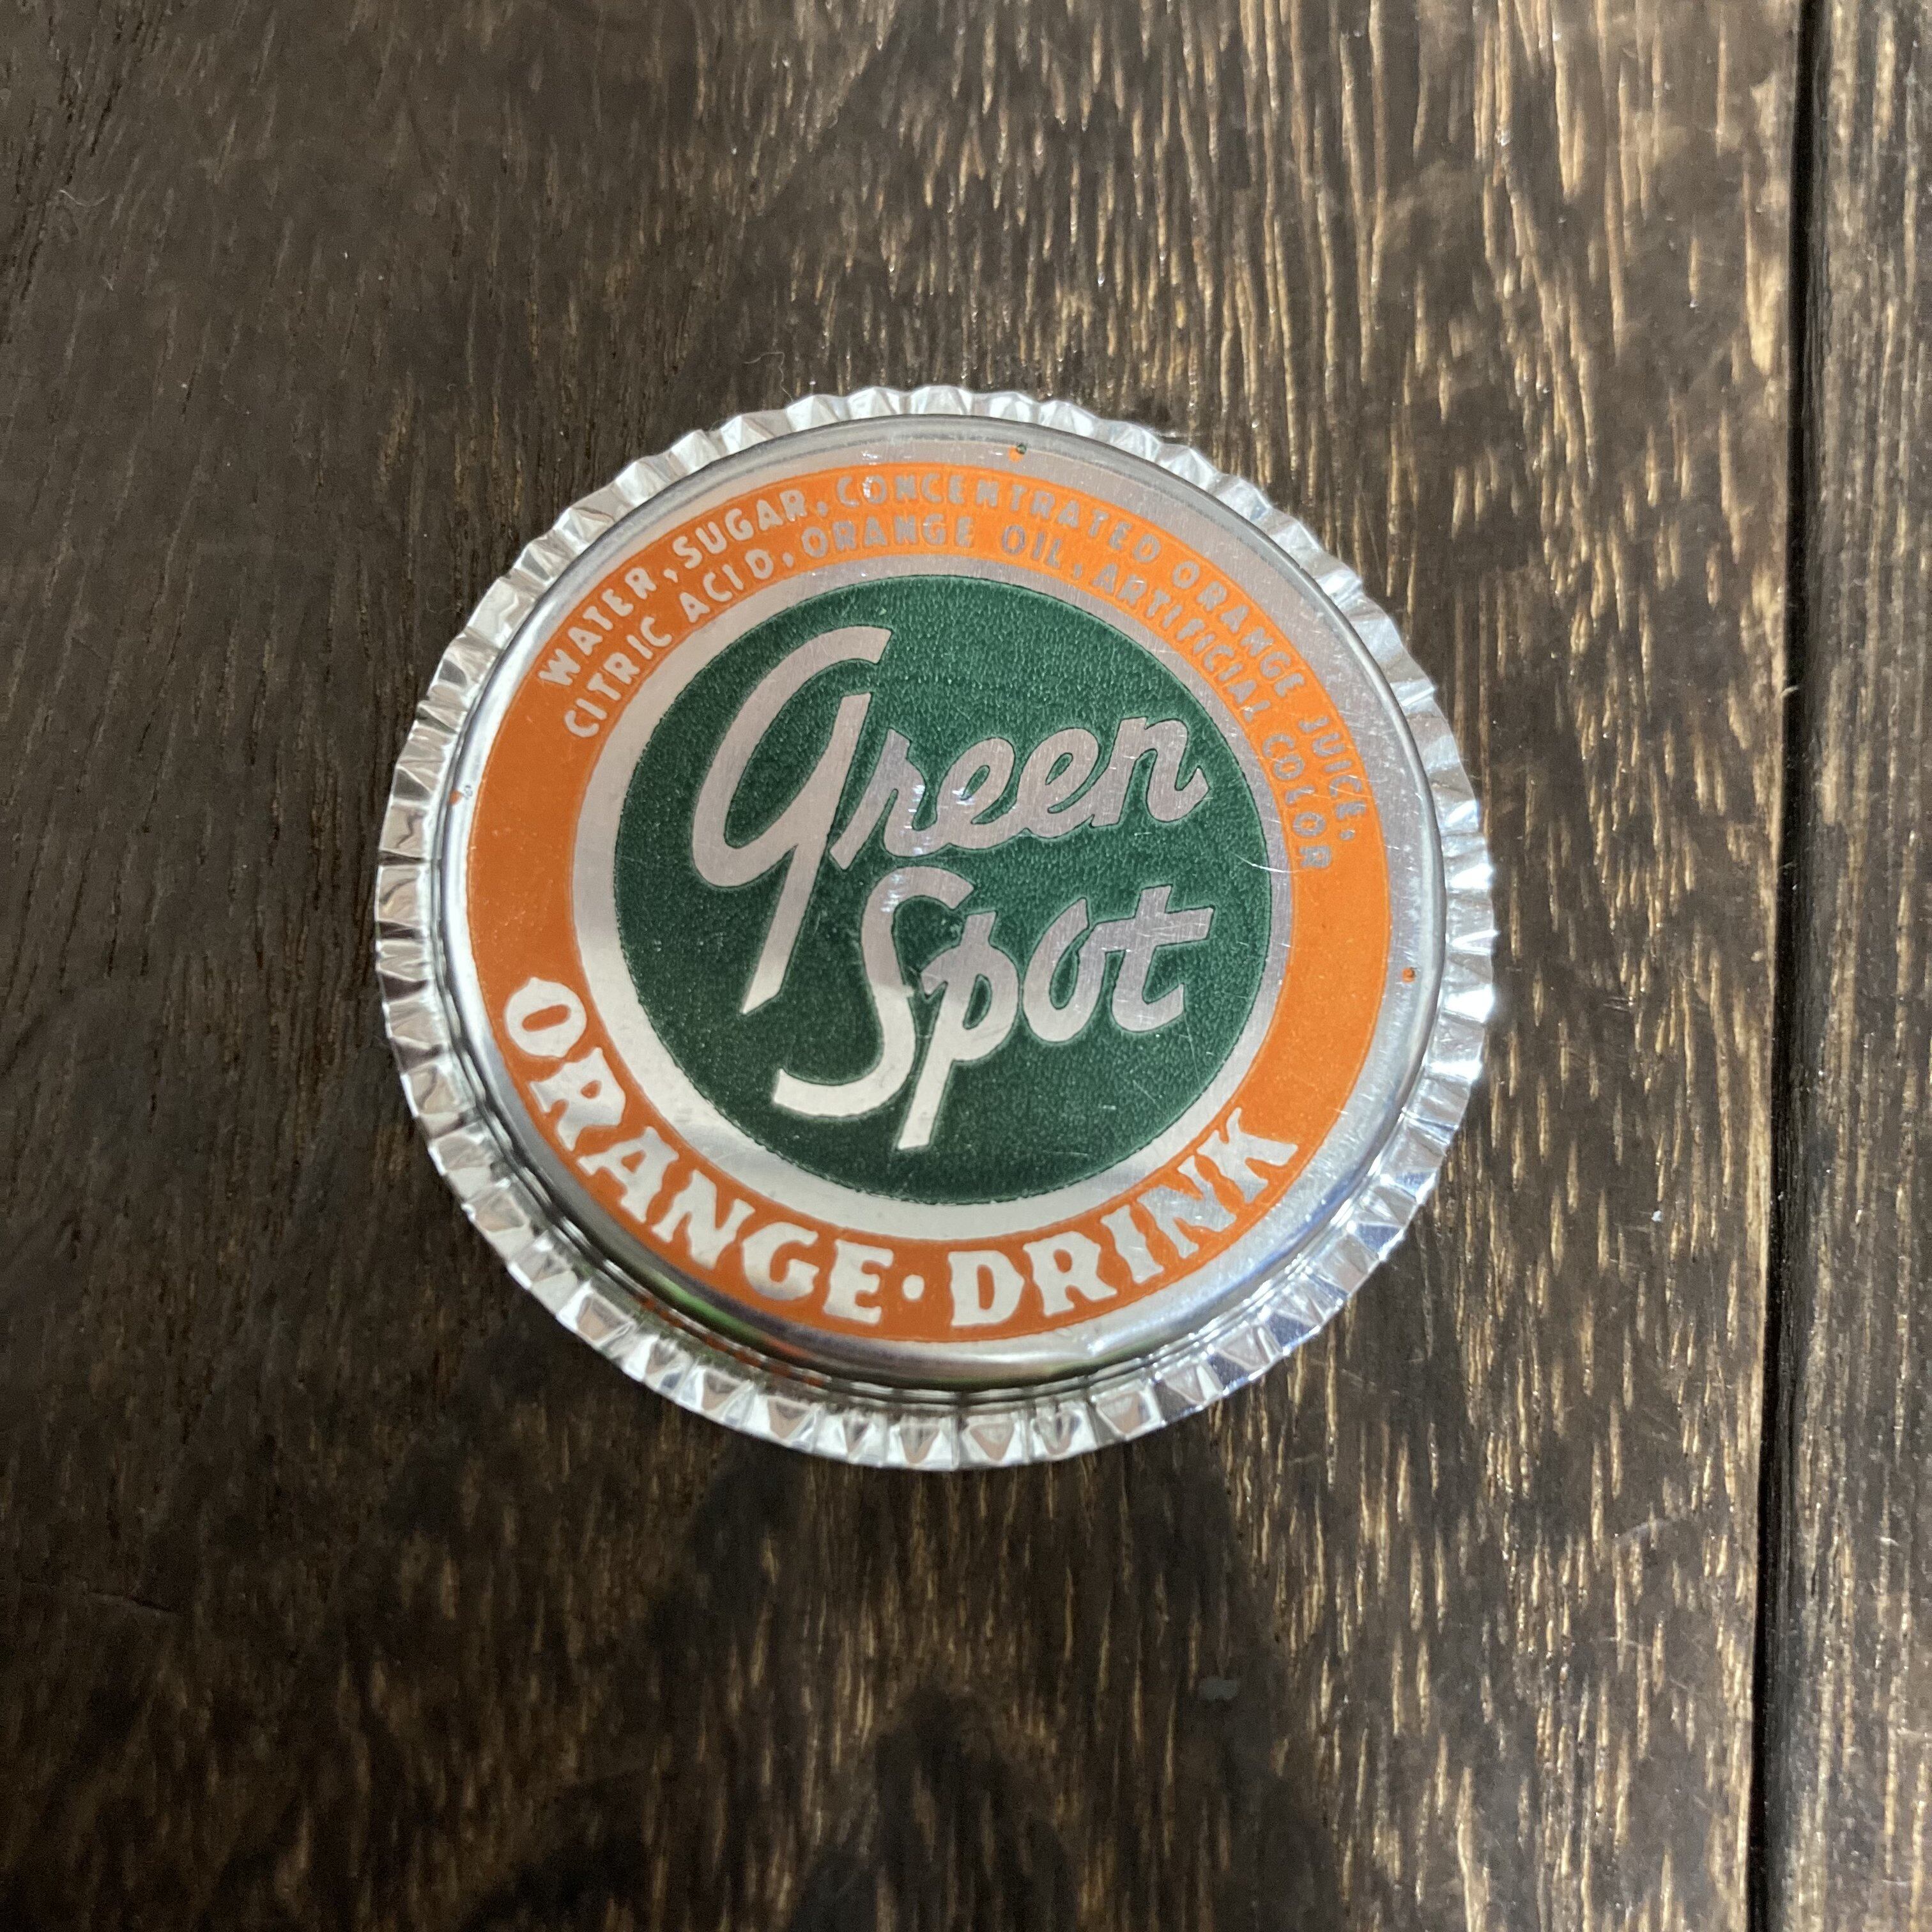 WATER, SUGAR, CONCENTRATED ORANGE JUICE,
CITRIC ACID, ORANGE OIL, ARTIFICIAL COLOR
Green
Spot
ORANGE · DRINK